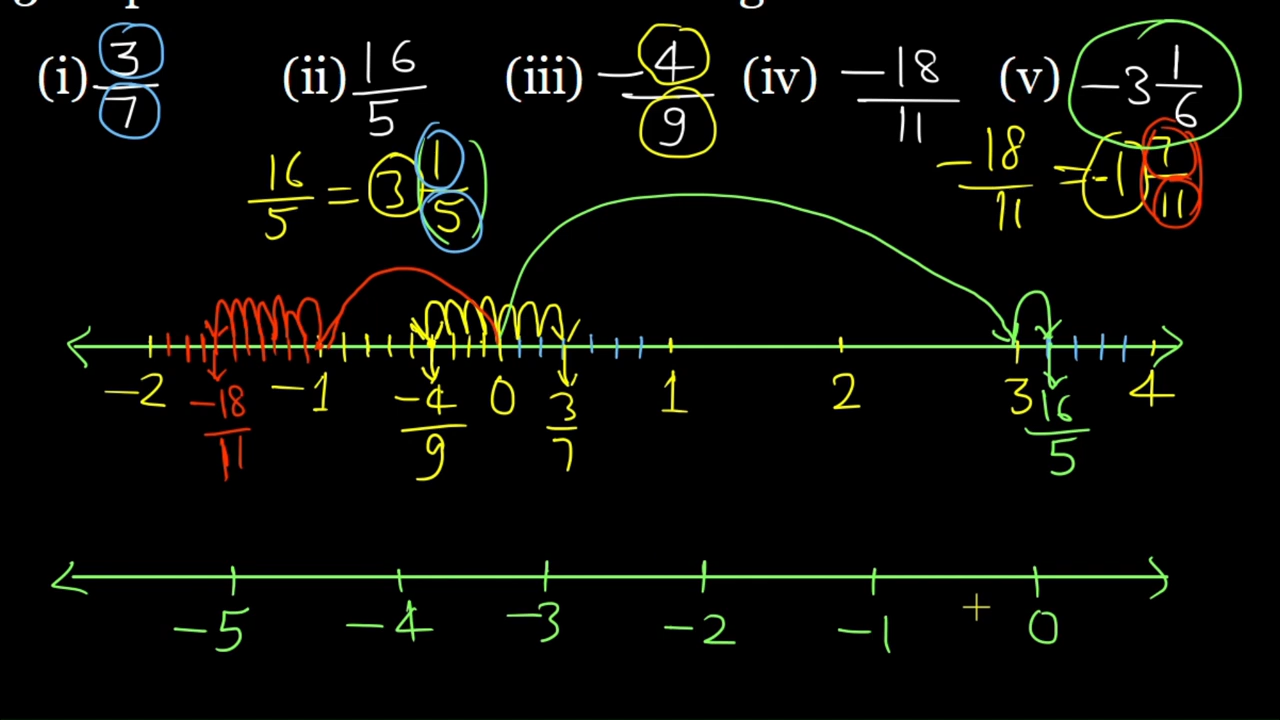 (i) 3/7 (ii) 16/5 (iii) -4/9 (iv) -18/11 (v) -3 1/6
16/5 = 3 1/5 -18/11 = -1 7/11
-2 -1 0 1 2 3 4
-18/11 -4/9 3/7 16/5
-5 -4 -3 -2 -1 0